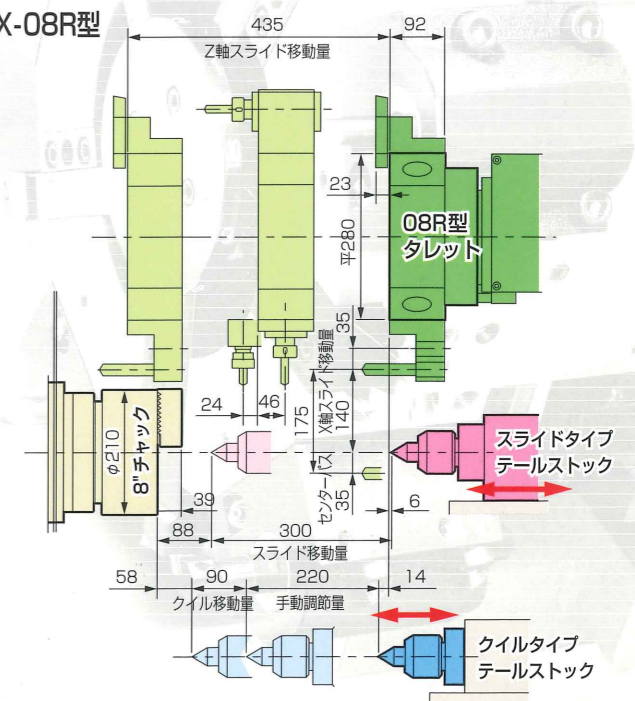 X-08R型
435
92
Z軸スライド移動量
23
平280
08R型
タレット
35
X軸スライド移動量
140
175
センターパス
35
24
46
φ210
8"チャック
39
スライドタイプ
テールストック
6
88
300
スライド移動量
58
90
220
14
クイル移動量
手動調節量
クイルタイプ
テールストック